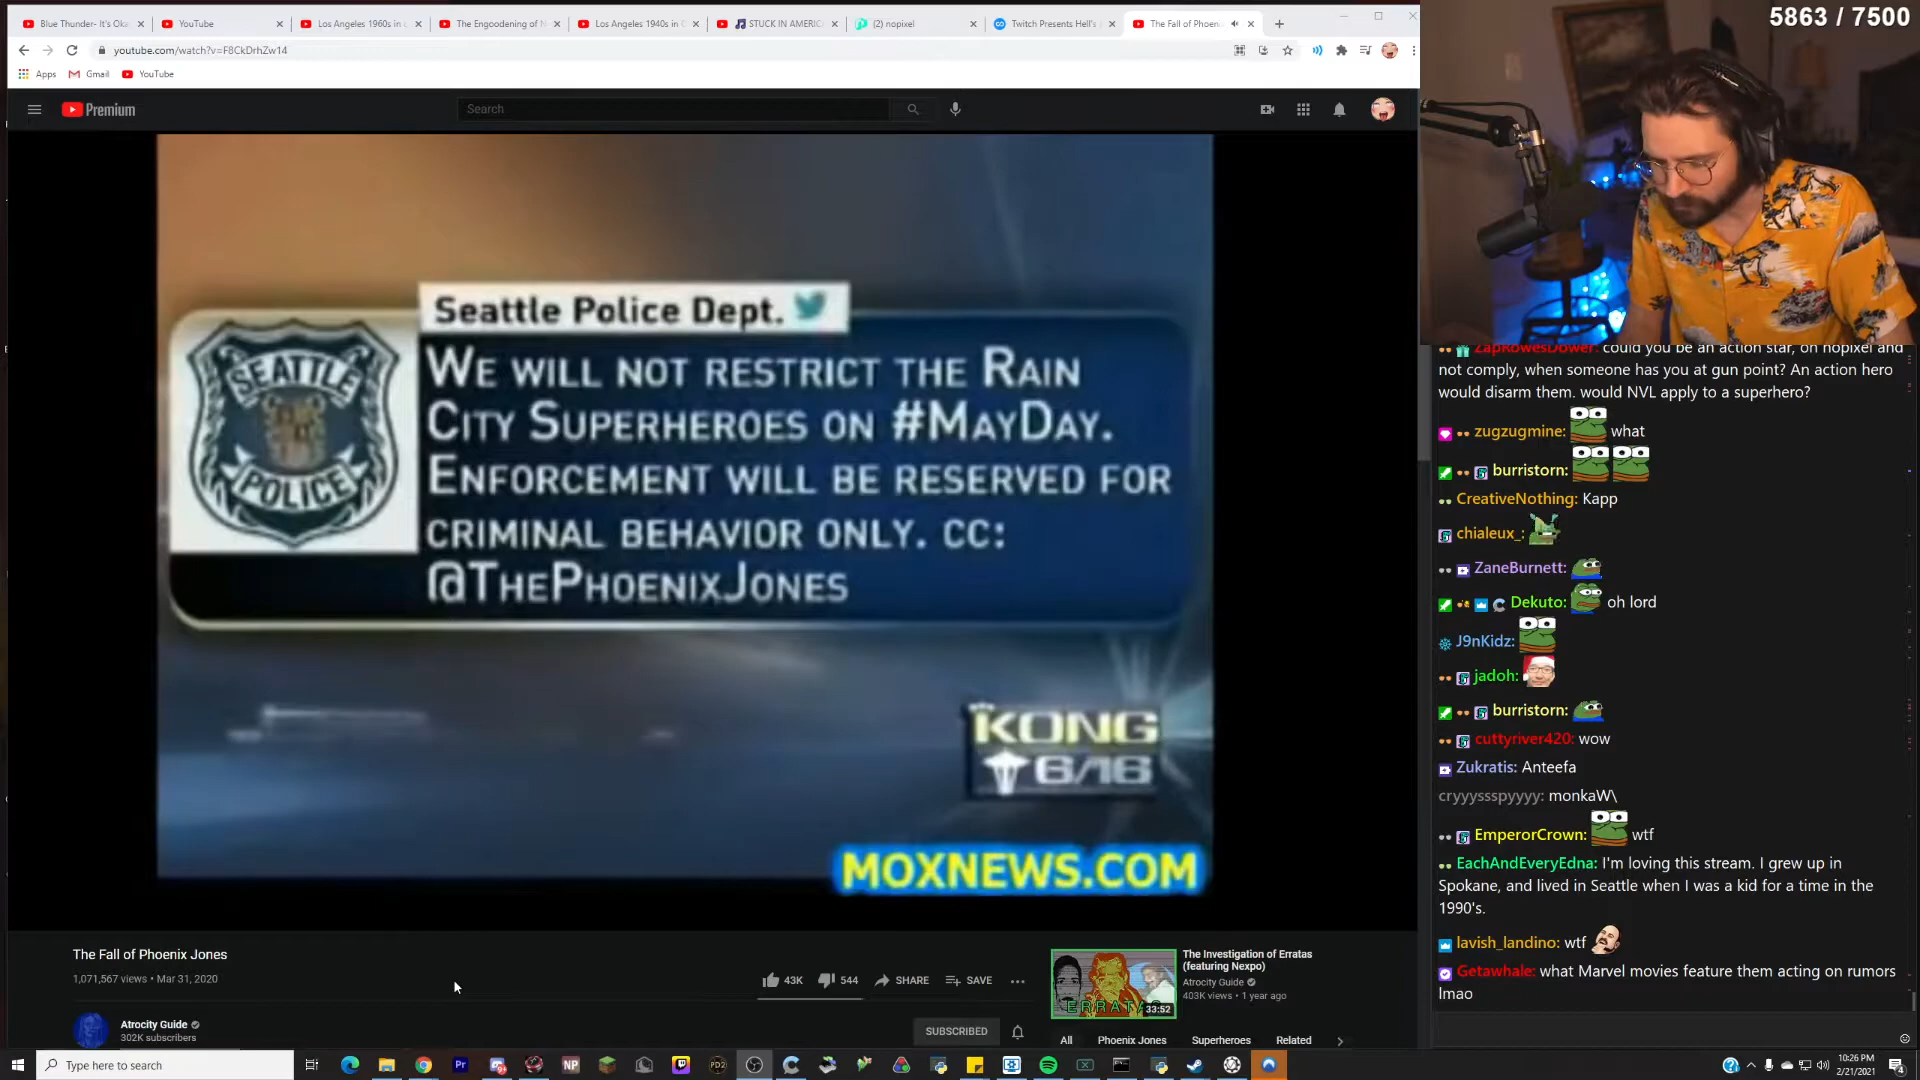 Blue Thunder- It's Oka
YouTube
Los Angeles 1960s in c
The Engoodening of N
Los Angeles 1940s in C
STUCK IN AMERIC
(2) nopixel
Twitch Presents Hell's
The Fall of Phoeni
5863 / 7500
youtube.com/watch?v=F8CkDrhZw14
Apps
Gmail
YouTube
Premium
Search
Seattle Police Dept.
SEATTLE
POLICE
WE WILL NOT RESTRICT THE RAIN
CITY SUPERHEROES ON #MAYDAY.
ENFORCEMENT WILL BE RESERVED FOR
CRIMINAL BEHAVIOR ONLY. CC:
@THEPHOENIXJONES
KONG
6/16
MOXNEWS.COM
The Fall of Phoenix Jones
1,071,567 views • Mar 31, 2020
43K
544
SHARE
SAVE
Atrocity Guide
302K subscribers
SUBSCRIBED
ERRATAS
33:52
The Investigation of Erratas
(featuring Nexpo)
Atrocity Guide
403K views • 1 year ago
All
Phoenix Jones
Superheroes
Related
ZapRowesDower: could you be an action star, on nopixel and
not comply, when someone has you at gun point? An action hero
would disarm them. would NVL apply to a superhero?
zugzugmine: what
burristorn:
CreativeNothing: Kapp
chialeux_:
ZaneBurnett:
Dekuto: oh lord
J9nKidz:
jadoh:
burristorn:
cuttyriver420: wow
Zukratis: Anteefa
cryyyssspyyyy: monkaW\
EmperorCrown: wtf
EachAndEveryEdna: I'm loving this stream. I grew up in
Spokane, and lived in Seattle when I was a kid for a time in the
1990's.
lavish_landino: wtf
Getawhale: what Marvel movies feature them acting on rumors
lmao
Type here to search
Pr
NP
PD2
10:26 PM
2/21/2021